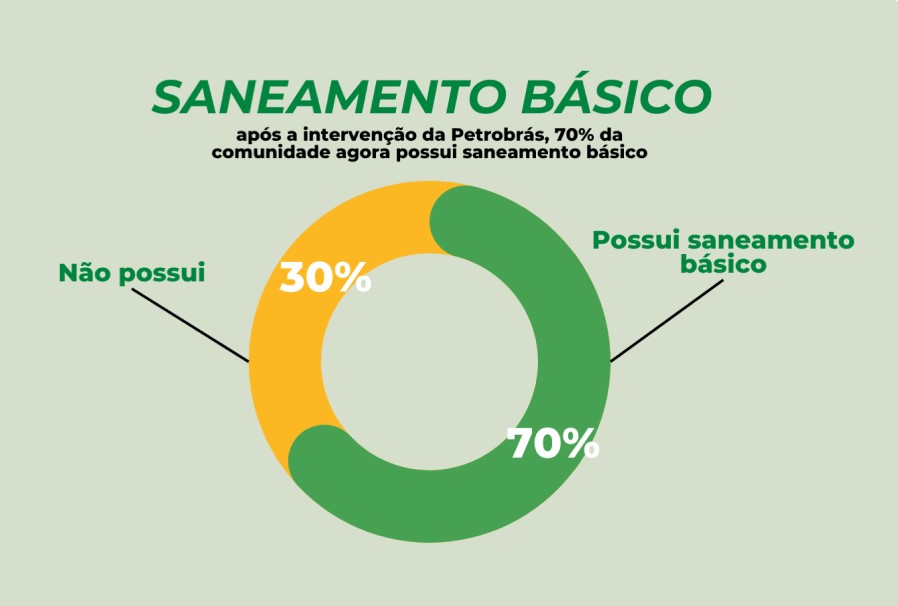 SANEAMENTO BÁSICO
após a intervenção da Petrobrás, 70% da
comunidade agora possui saneamento básico
Possui saneamento
básico
Não possui
30%
70%